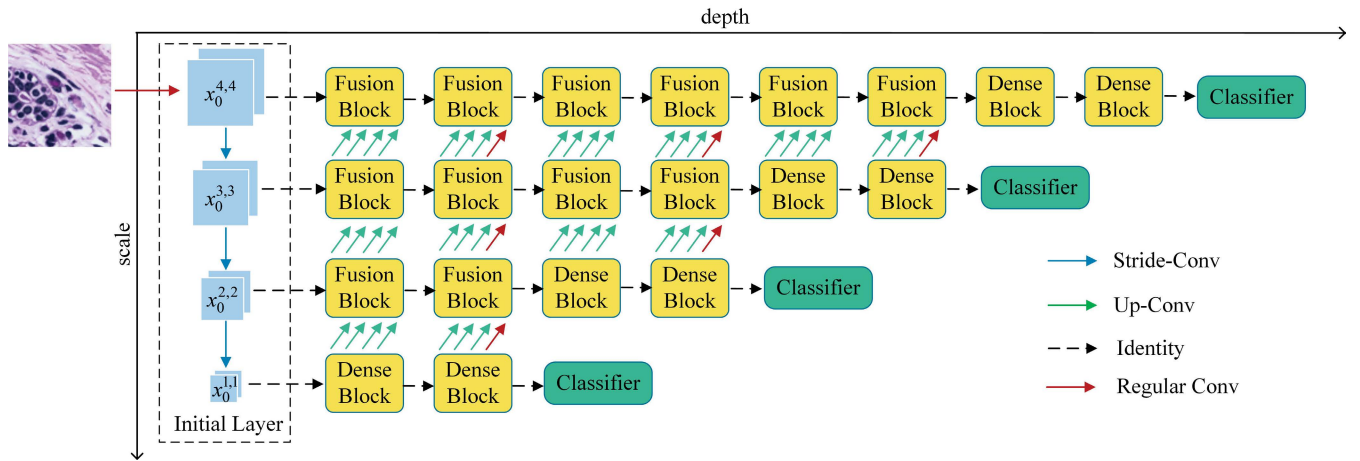 depth
scale
x_0^{4,4}
Fusion Block
Fusion Block
Fusion Block
Fusion Block
Fusion Block
Fusion Block
Dense Block
Dense Block
Classifier
x_0^{3,3}
Fusion Block
Fusion Block
Fusion Block
Fusion Block
Dense Block
Dense Block
Classifier
x_0^{2,2}
Fusion Block
Fusion Block
Dense Block
Dense Block
Classifier
x_0^{1,1}
Dense Block
Dense Block
Classifier
Initial Layer
Stride-Conv
Up-Conv
Identity
Regular Conv